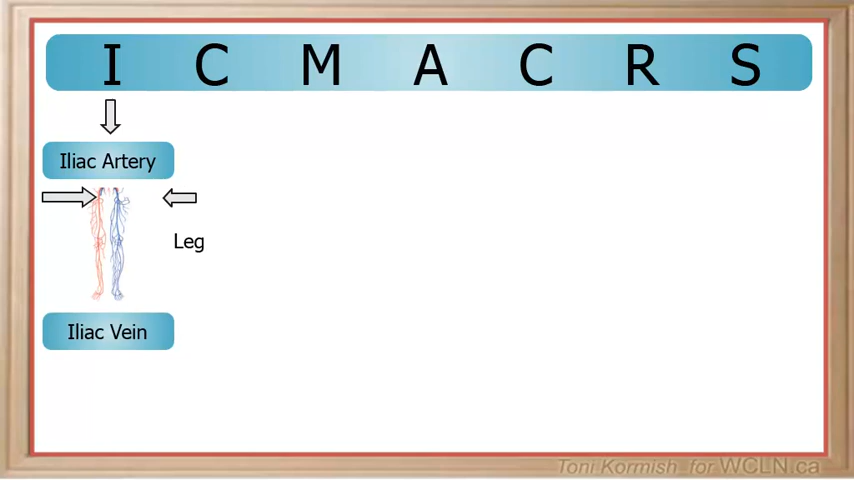 I C M A C R S
Iliac Artery
Leg
Iliac Vein
Toni Kormish for WCLN.ca